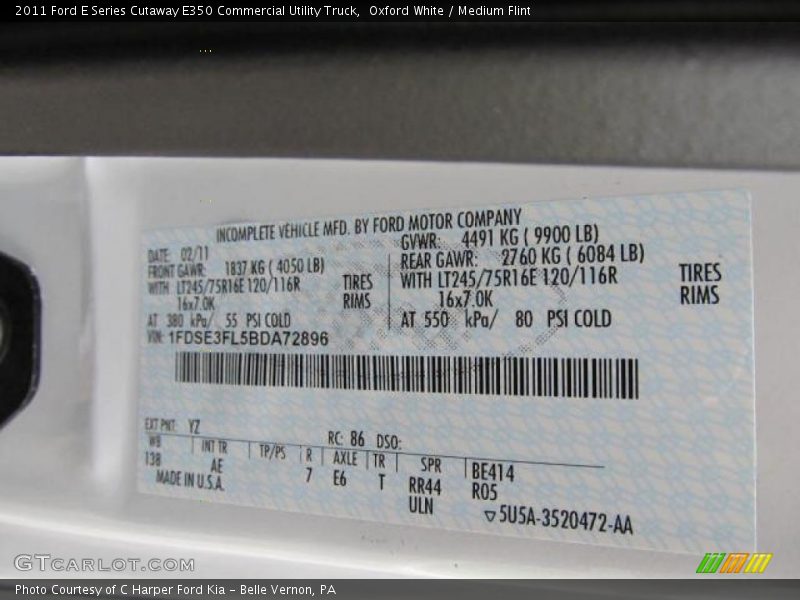 2011 Ford E Series Cutaway E350 Commercial Utility Truck,  Oxford White / Medium Flint
INCOMPLETE VEHICLE MFD. BY FORD MOTOR COMPANY
DATE: 02/11
GVWR: 4491 KG ( 9900 LB)
FRONT GAWR: 1837 KG ( 4050 LB)
REAR GAWR: 2760 KG ( 6084 LB)
WITH LT245/75R16E 120/116R TIRES
WITH LT245/75R16E 120/116R TIRES
16x7.0K RIMS
16x7.0K RIMS
AT 380 kPa/ 55 PSI COLD
AT 550 kPa/ 80 PSI COLD
VIN: 1FDSE3FL5BDA72896
EXT PNT: YZ
RC: 86 DSO:
WB INT TR TP/PS R AXLE TR SPR
138 AE 7 E6 T RR44
BE414
R05
ULN
MADE IN U.S.A.
▽5U5A-3520472-AA
GTCARLOT.COM
Photo Courtesy of C Harper Ford Kia – Belle Vernon, PA